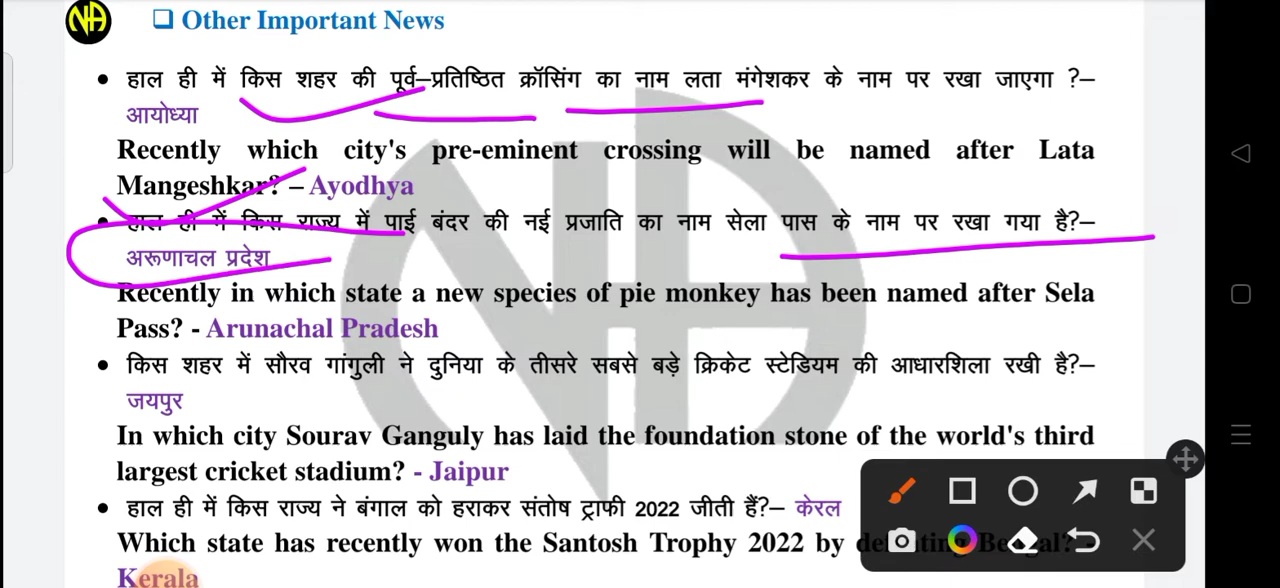 NA
❑ Other Important News
• हाल ही में किस शहर की पूर्व–प्रतिष्ठित क्रॉसिंग का नाम लता मंगेशकर के नाम पर रखा जाएगा ?–
आयोध्या
Recently which city's pre-eminent crossing will be named after Lata
Mangeshkar? – Ayodhya
• हाल ही में किस राज्य में पाई बंदर की नई प्रजाति का नाम सेला पास के नाम पर रखा गया है?–
अरूणाचल प्रदेश
Recently in which state a new species of pie monkey has been named after Sela
Pass? - Arunachal Pradesh
• किस शहर में सौरव गांगुली ने दुनिया के तीसरे सबसे बड़े क्रिकेट स्टेडियम की आधारशिला रखी है?–
जयपुर
In which city Sourav Ganguly has laid the foundation stone of the world's third
largest cricket stadium? - Jaipur
• हाल ही में किस राज्य ने बंगाल को हराकर संतोष ट्राफी 2022 जीती हैं?– केरल
Which state has recently won the Santosh Trophy 2022 by defeating Bengal? –
Kerala